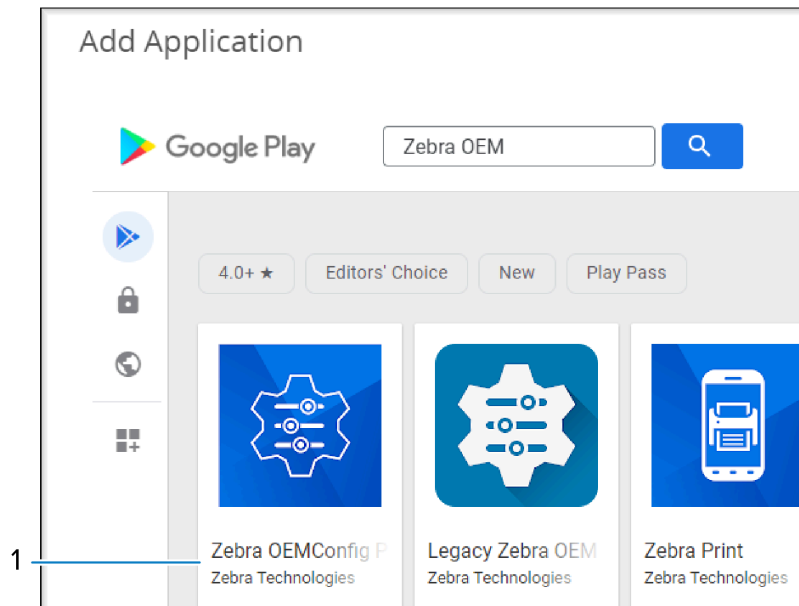 Add Application
Google Play
Zebra OEM
4.0+ ★
Editors' Choice
New
Play Pass
Zebra OEMConfig P
Legacy Zebra OEM
Zebra Print
1
Zebra Technologies
Zebra Technologies
Zebra Technologies